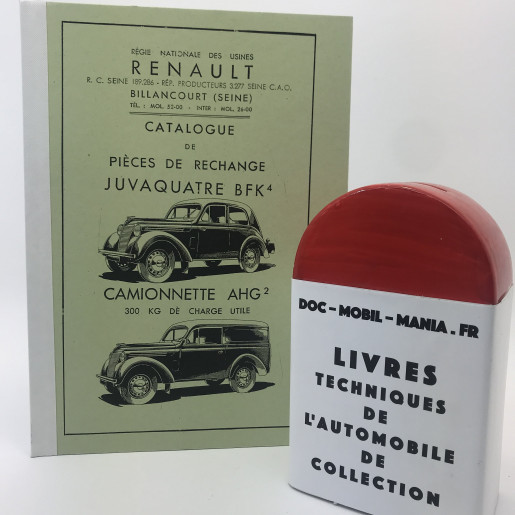 RÉGIE NATIONALE DES USINES
RENAULT
R. C. SEINE 189.286 - RÉP. PRODUCTEURS 3.277 SEINE C.A.O.
BILLANCOURT (SEINE)
TÉL. : MOL. 52-00 - INTER : MOL. 26-00
CATALOGUE
DE
PIÈCES DE RECHANGE
JUVAQUATRE BFK4
CAMIONNETTE AHG2
300 KG DE CHARGE UTILE
DOC-MOBIL-MANIA.FR
LIVRES
TECHNIQUES
DE
L'AUTOMOBILE
DE
COLLECTION